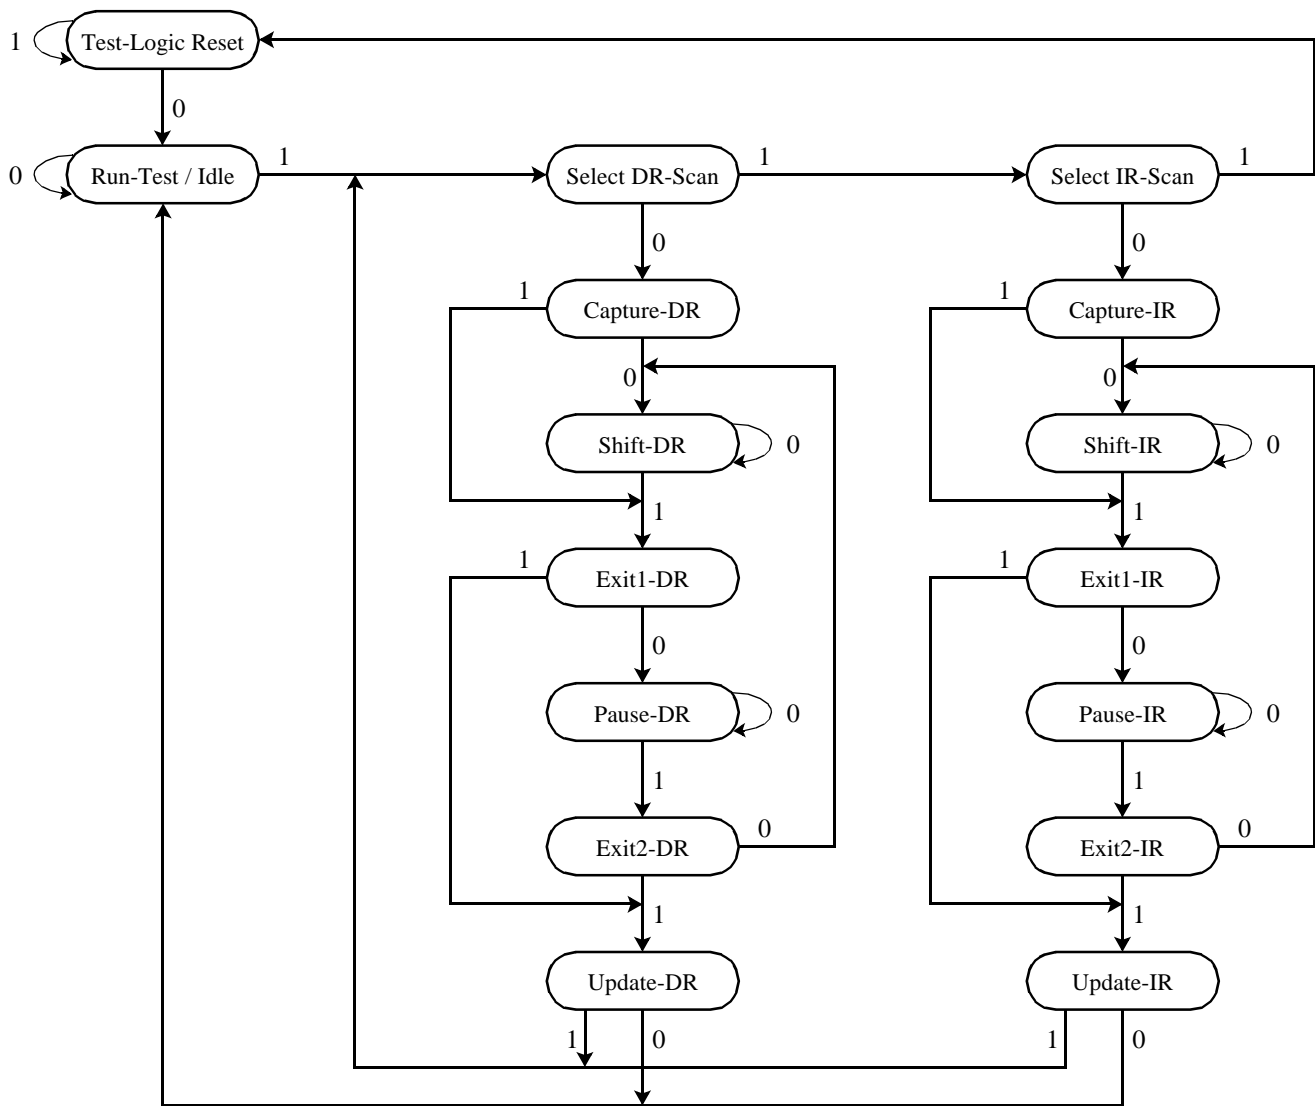 1
Test-Logic Reset
0
0
Run-Test / Idle
1
Select DR-Scan
1
Select IR-Scan
1
0
0
1
Capture-DR
1
Capture-IR
0
0
Shift-DR
0
Shift-IR
0
1
1
1
Exit1-DR
1
Exit1-IR
0
0
Pause-DR
0
Pause-IR
0
1
1
Exit2-DR
0
Exit2-IR
0
1
1
Update-DR
Update-IR
1
0
1
0